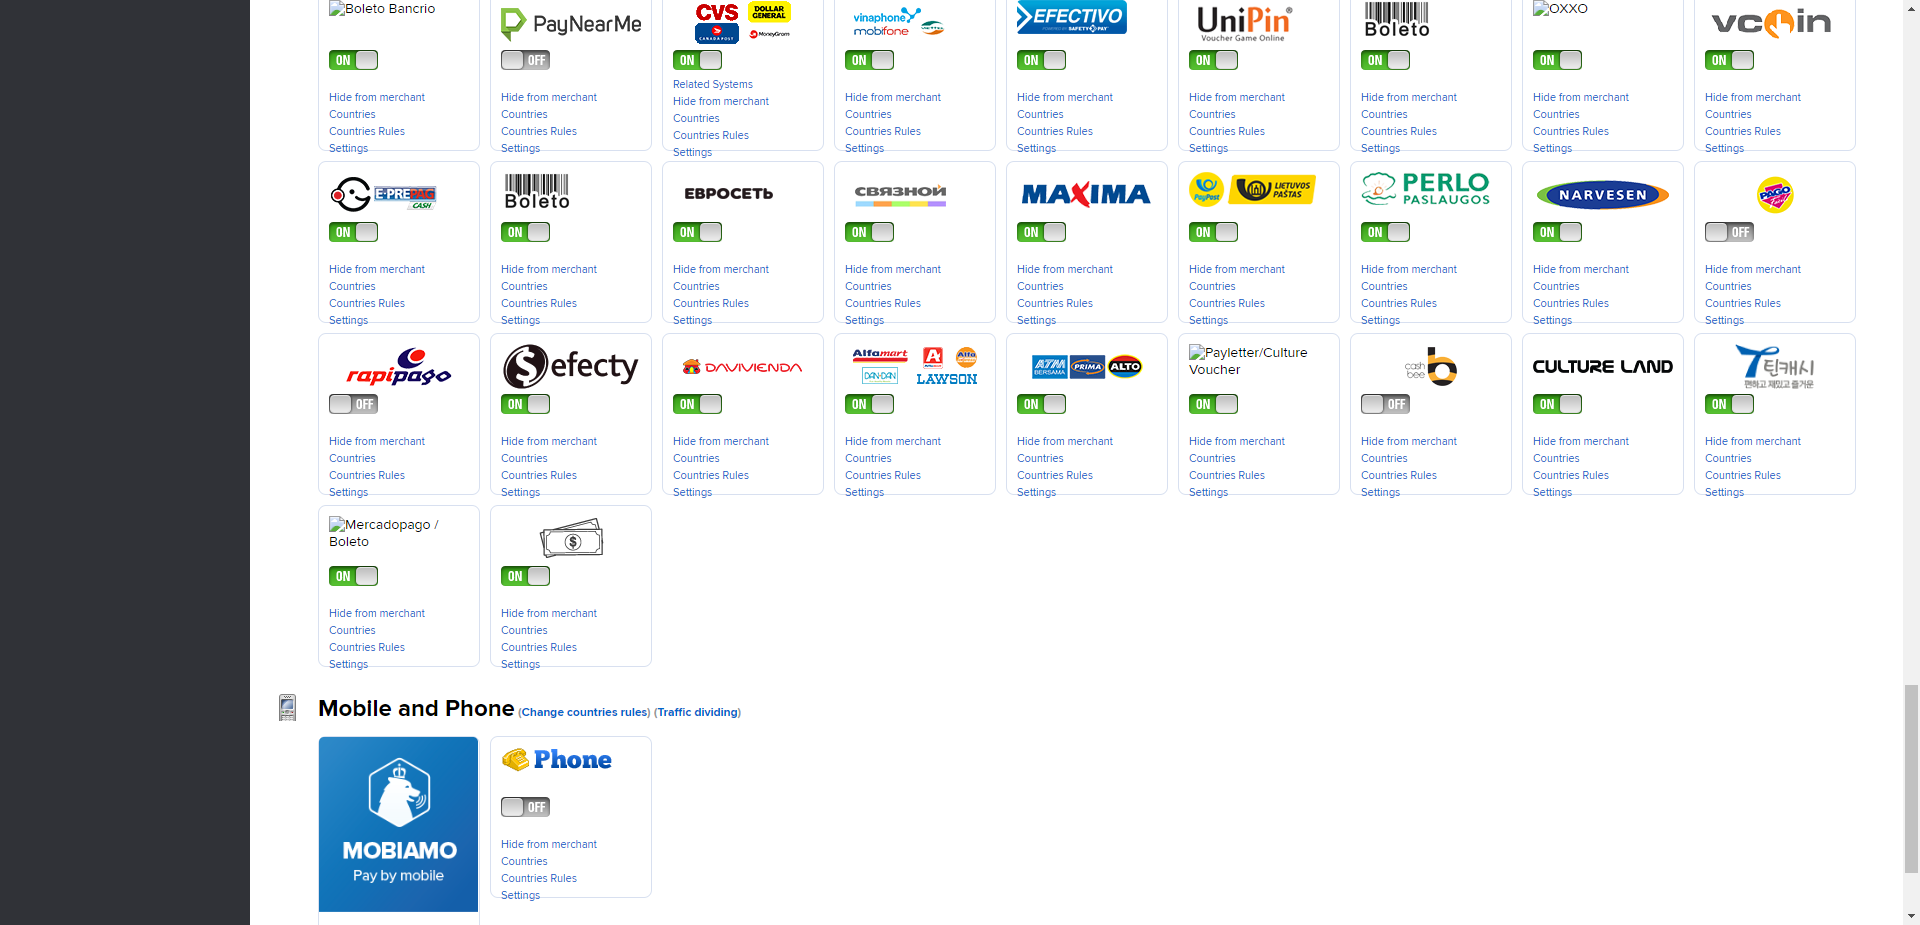 Boleto Bancrio
ON
Hide from merchant
Countries
Countries Rules
Settings
PayNearMe
OFF
Hide from merchant
Countries
Countries Rules
Settings
CVS DOLLAR GENERAL
CANADA POST MoneyGram
ON
Related Systems
Hide from merchant
Countries
Countries Rules
Settings
vinaphone
mobifone
ON
Hide from merchant
Countries
Countries Rules
Settings
EFECTIVO
POWERED BY SAFETYPAY
ON
Hide from merchant
Countries
Countries Rules
Settings
UniPin
Voucher Game Online
ON
Hide from merchant
Countries
Countries Rules
Settings
Boleto
ON
Hide from merchant
Countries
Countries Rules
Settings
OXXO
ON
Hide from merchant
Countries
Countries Rules
Settings
vcoin
ON
Hide from merchant
Countries
Countries Rules
Settings
E-PREPAG
CASH
ON
Hide from merchant
Countries
Countries Rules
Settings
Boleto
ON
Hide from merchant
Countries
Countries Rules
Settings
ЕВРОСЕТЬ
ON
Hide from merchant
Countries
Countries Rules
Settings
СВЯЗНОЙ
ON
Hide from merchant
Countries
Countries Rules
Settings
MAXIMA
ON
Hide from merchant
Countries
Countries Rules
Settings
PayPost LIETUVOS PAŠTAS
ON
Hide from merchant
Countries
Countries Rules
Settings
PERLO
PASLAUGOS
ON
Hide from merchant
Countries
Countries Rules
Settings
NARVESEN
ON
Hide from merchant
Countries
Countries Rules
Settings
PAGO
OFF
Hide from merchant
Countries
Countries Rules
Settings
rapipago
OFF
Hide from merchant
Countries
Countries Rules
Settings
$ efecty
ON
Hide from merchant
Countries
Countries Rules
Settings
DAVIVIENDA
ON
Hide from merchant
Countries
Countries Rules
Settings
Alfamart A Alfa
DAN+DAN LAWSON
ON
Hide from merchant
Countries
Countries Rules
Settings
ATM BERSAMA PRIMA ALTO
ON
Hide from merchant
Countries
Countries Rules
Settings
Payletter/Culture
Voucher
ON
Hide from merchant
Countries
Countries Rules
Settings
cash bee b
OFF
Hide from merchant
Countries
Countries Rules
Settings
CULTURE LAND
ON
Hide from merchant
Countries
Countries Rules
Settings
틴캐시
편하고 재밌고 즐거운
ON
Hide from merchant
Countries
Countries Rules
Settings
Mercadopago /
Boleto
ON
Hide from merchant
Countries
Countries Rules
Settings
$
ON
Hide from merchant
Countries
Countries Rules
Settings
Mobile and Phone (Change countries rules) (Traffic dividing)
MOBIAMO
Pay by mobile
Phone
OFF
Hide from merchant
Countries
Countries Rules
Settings